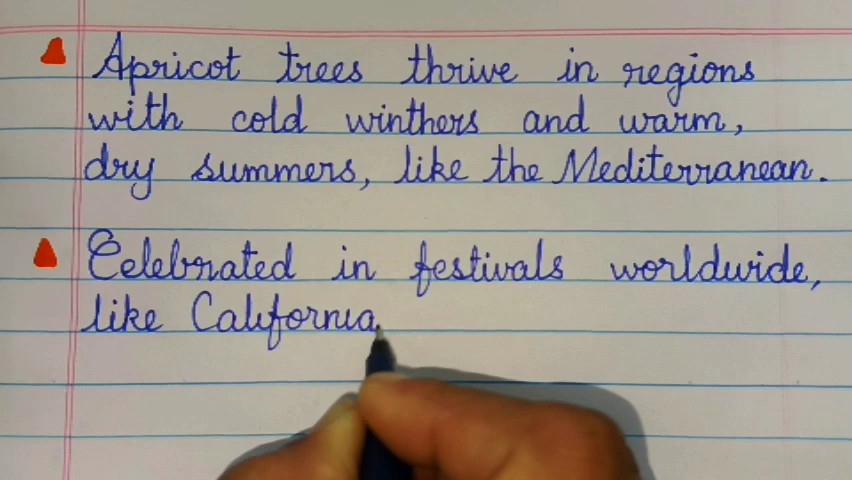 Apricot trees thrive in regions
with cold winthers and warm,
dry summers, like the Mediterranean.
Celebrated in festivals worldwide,
like California